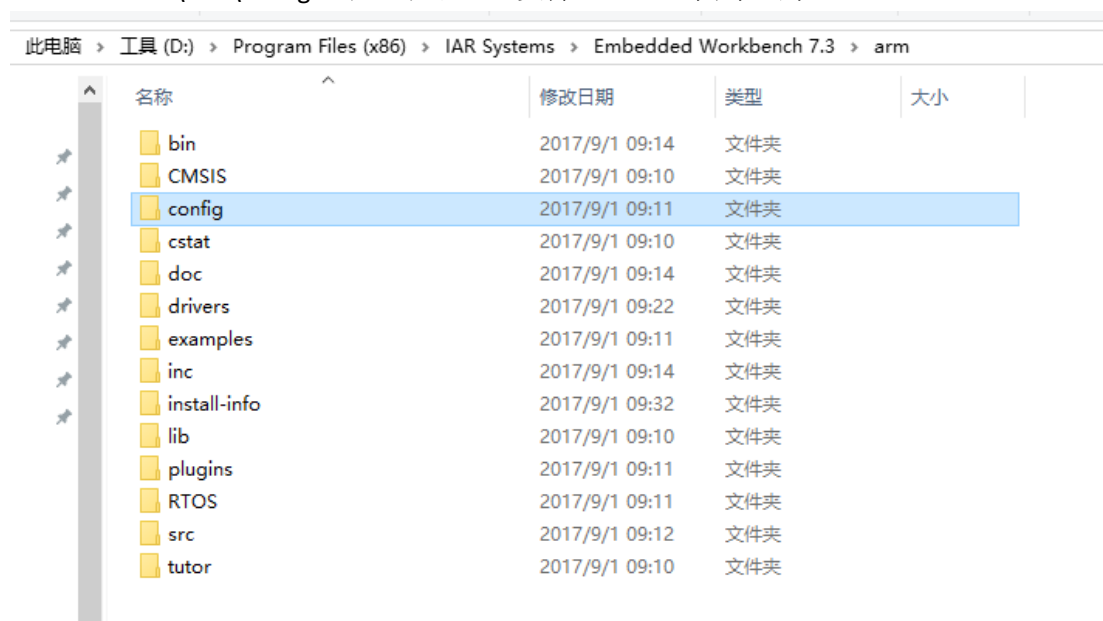 此电脑 › 工具 (D:) › Program Files (x86) › IAR Systems › Embedded Workbench 7.3 › arm
名称 修改日期 类型 大小
bin 2017/9/1 09:14 文件夹
CMSIS 2017/9/1 09:10 文件夹
config 2017/9/1 09:11 文件夹
cstat 2017/9/1 09:10 文件夹
doc 2017/9/1 09:14 文件夹
drivers 2017/9/1 09:22 文件夹
examples 2017/9/1 09:11 文件夹
inc 2017/9/1 09:14 文件夹
install-info 2017/9/1 09:32 文件夹
lib 2017/9/1 09:10 文件夹
plugins 2017/9/1 09:11 文件夹
RTOS 2017/9/1 09:11 文件夹
src 2017/9/1 09:12 文件夹
tutor 2017/9/1 09:10 文件夹